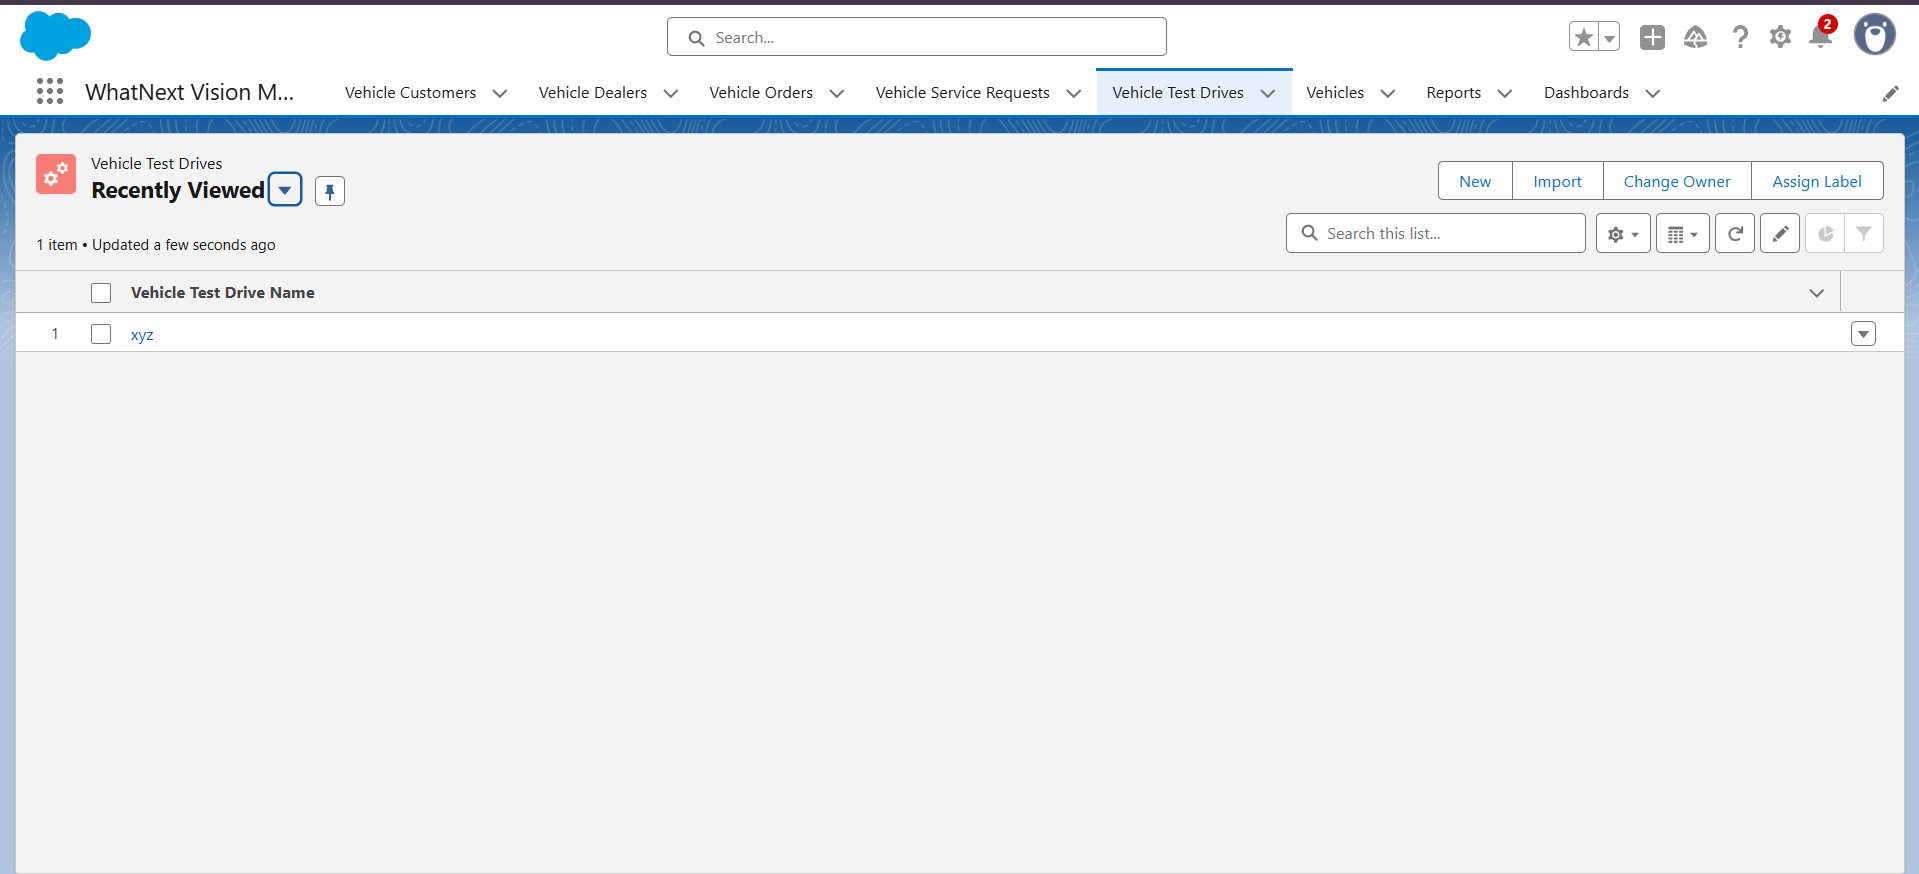 Search...
2
WhatNext Vision M... Vehicle Customers Vehicle Dealers Vehicle Orders Vehicle Service Requests Vehicle Test Drives Vehicles Reports Dashboards
Vehicle Test Drives
Recently Viewed
New Import Change Owner Assign Label
1 item • Updated a few seconds ago
Search this list...
Vehicle Test Drive Name
1 xyz